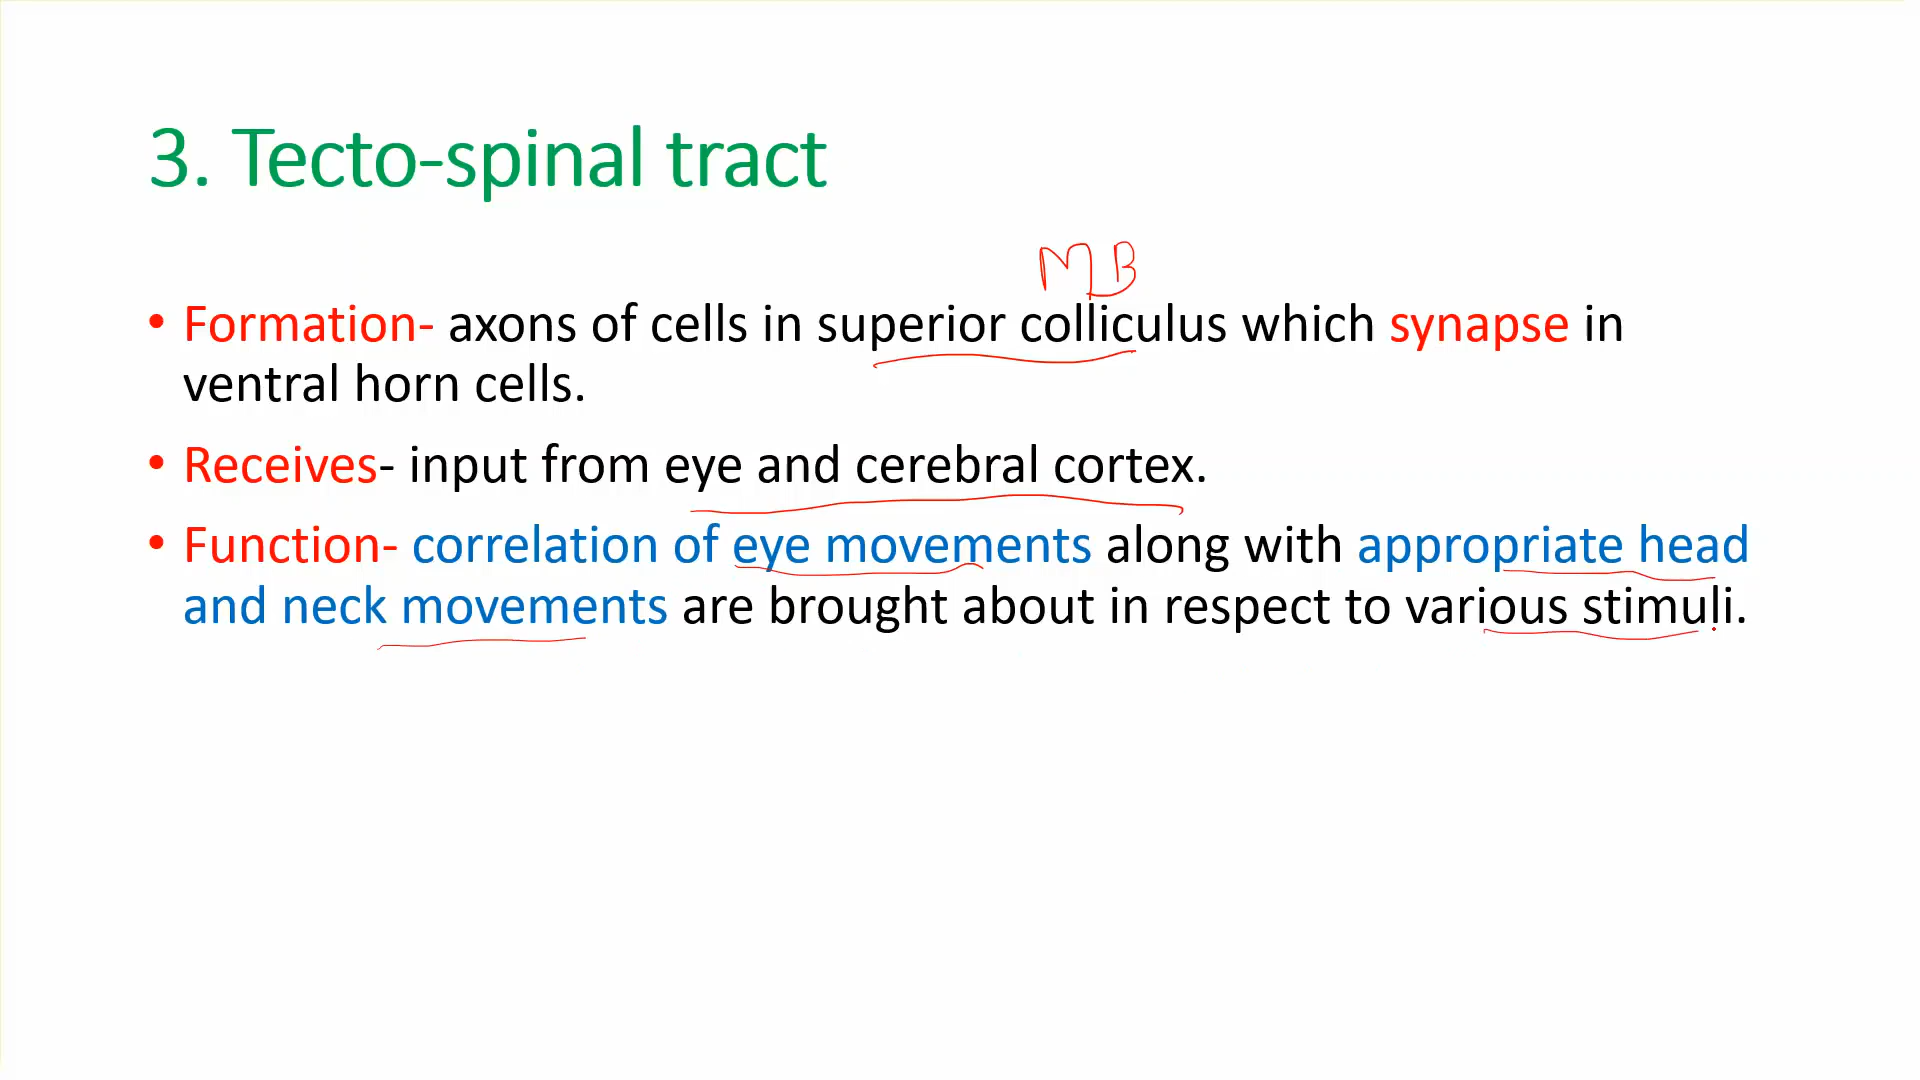 3. Tecto-spinal tract
MB
• Formation- axons of cells in superior colliculus which synapse in
ventral horn cells.
• Receives- input from eye and cerebral cortex.
• Function- correlation of eye movements along with appropriate head
and neck movements are brought about in respect to various stimuli.